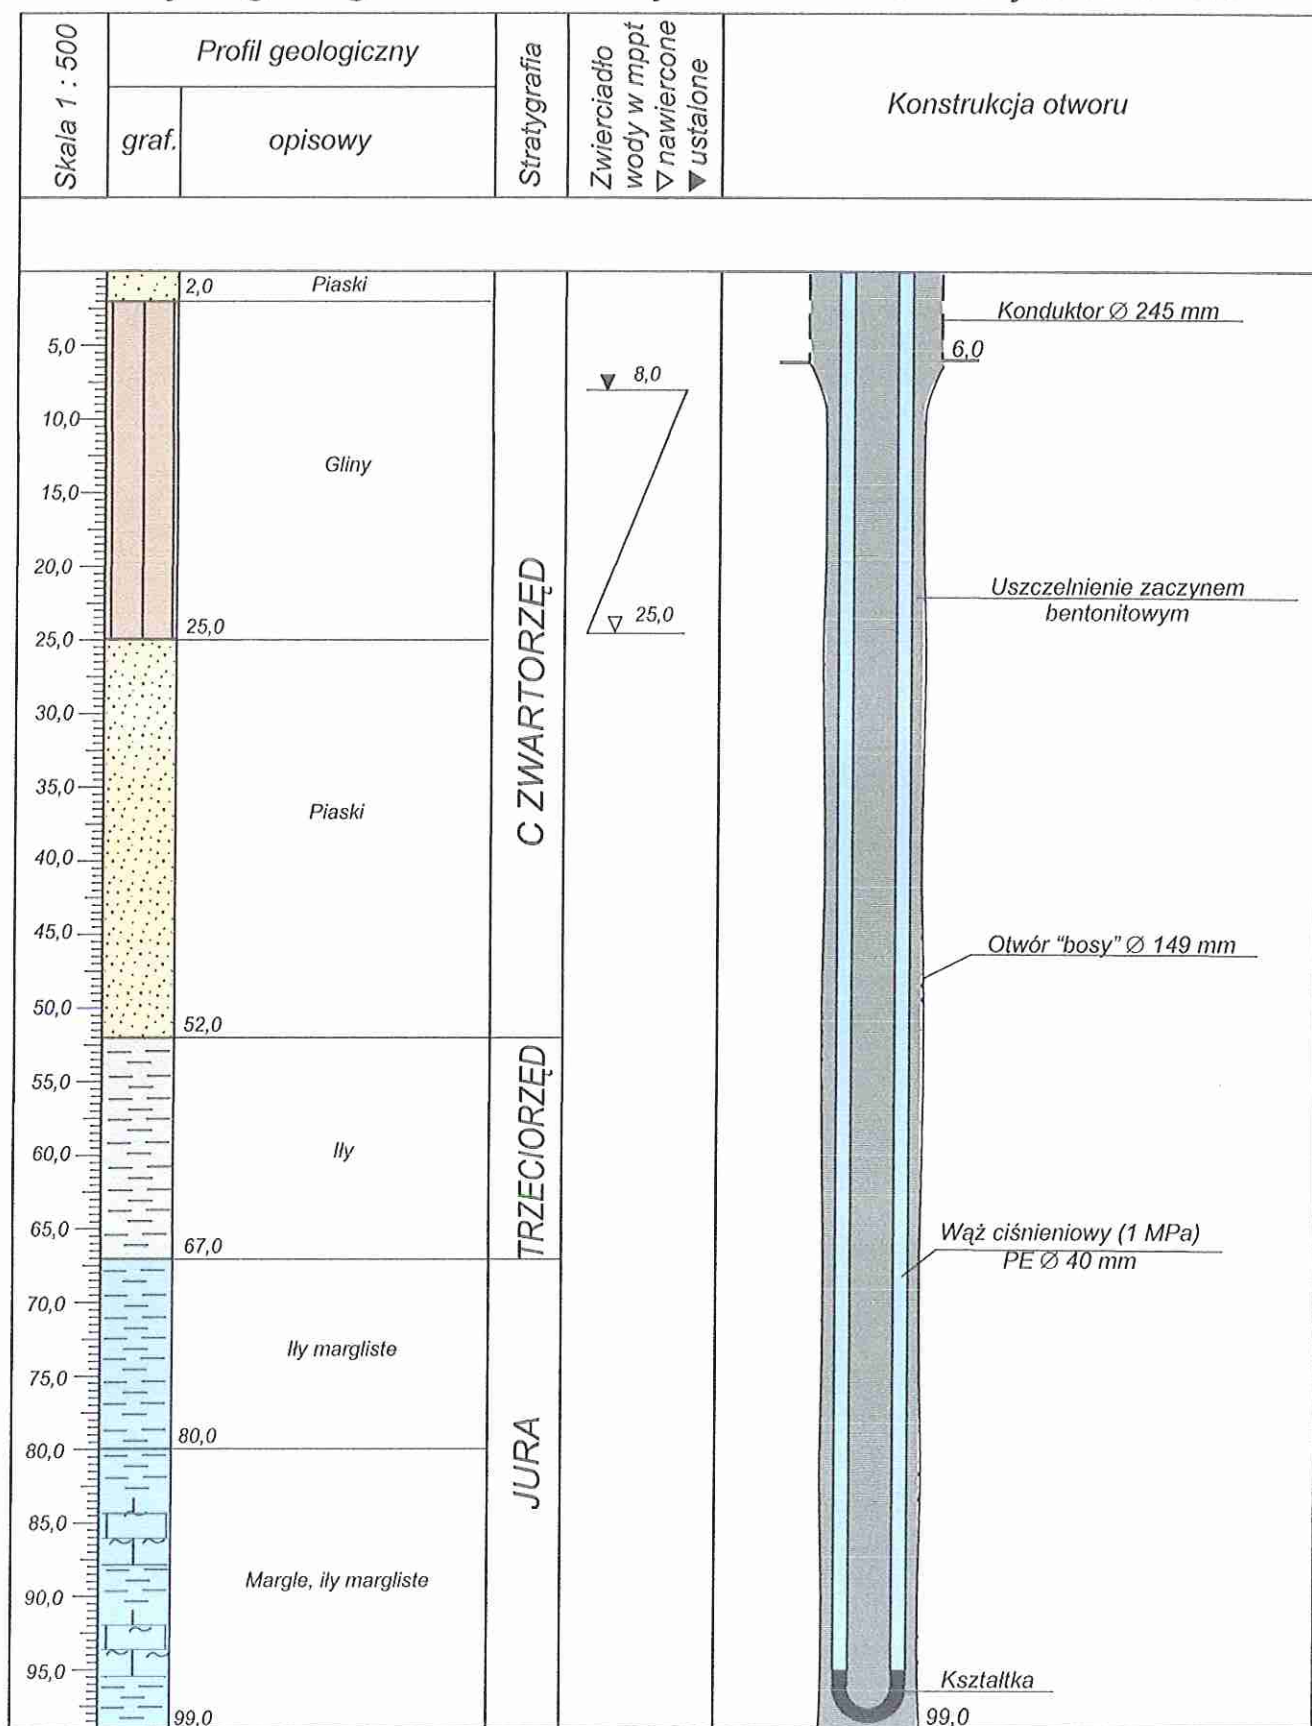 Skala 1 : 500
Profil geologiczny
graf.
opisowy
Stratygrafia
Zwierciadło
wody w mppt
▽ nawiercone
▼ ustalone
Konstrukcja otworu
2,0
Piaski
Konduktor Ø 245 mm
5,0
6,0
8,0
10,0
Gliny
15,0
20,0
Uszczelnienie zaczynem
bentonitowym
25,0
25,0
25,0
C ZWARTORZĘD
30,0
35,0
Piaski
40,0
45,0
Otwór "bosy" Ø 149 mm
50,0
52,0
55,0
TRZECIORZĘD
60,0
Iły
65,0
67,0
Wąż ciśnieniowy (1 MPa)
PE Ø 40 mm
70,0
Iły margliste
75,0
80,0
80,0
JURA
85,0
90,0
Margle, iły margliste
95,0
Kształtka
99,0
99,0